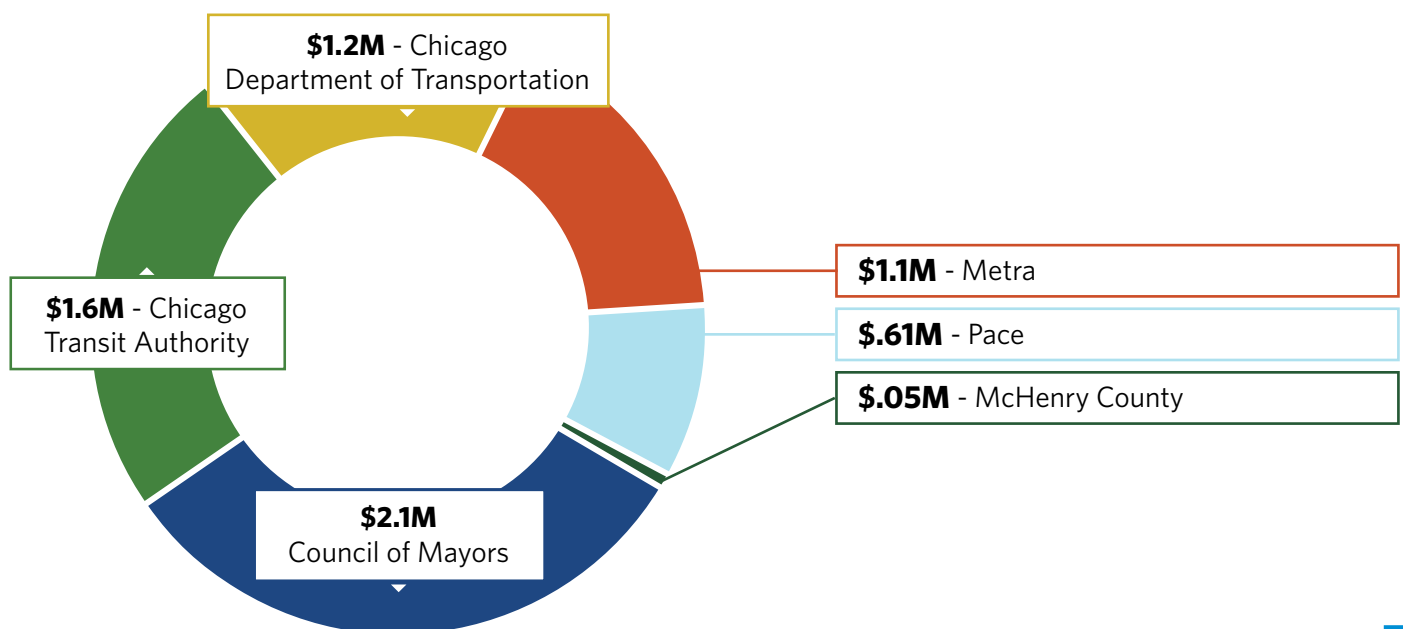 $1.2M - Chicago
Department of Transportation
$1.1M - Metra
$.61M - Pace
$.05M - McHenry County
$1.6M - Chicago
Transit Authority
$2.1M
Council of Mayors